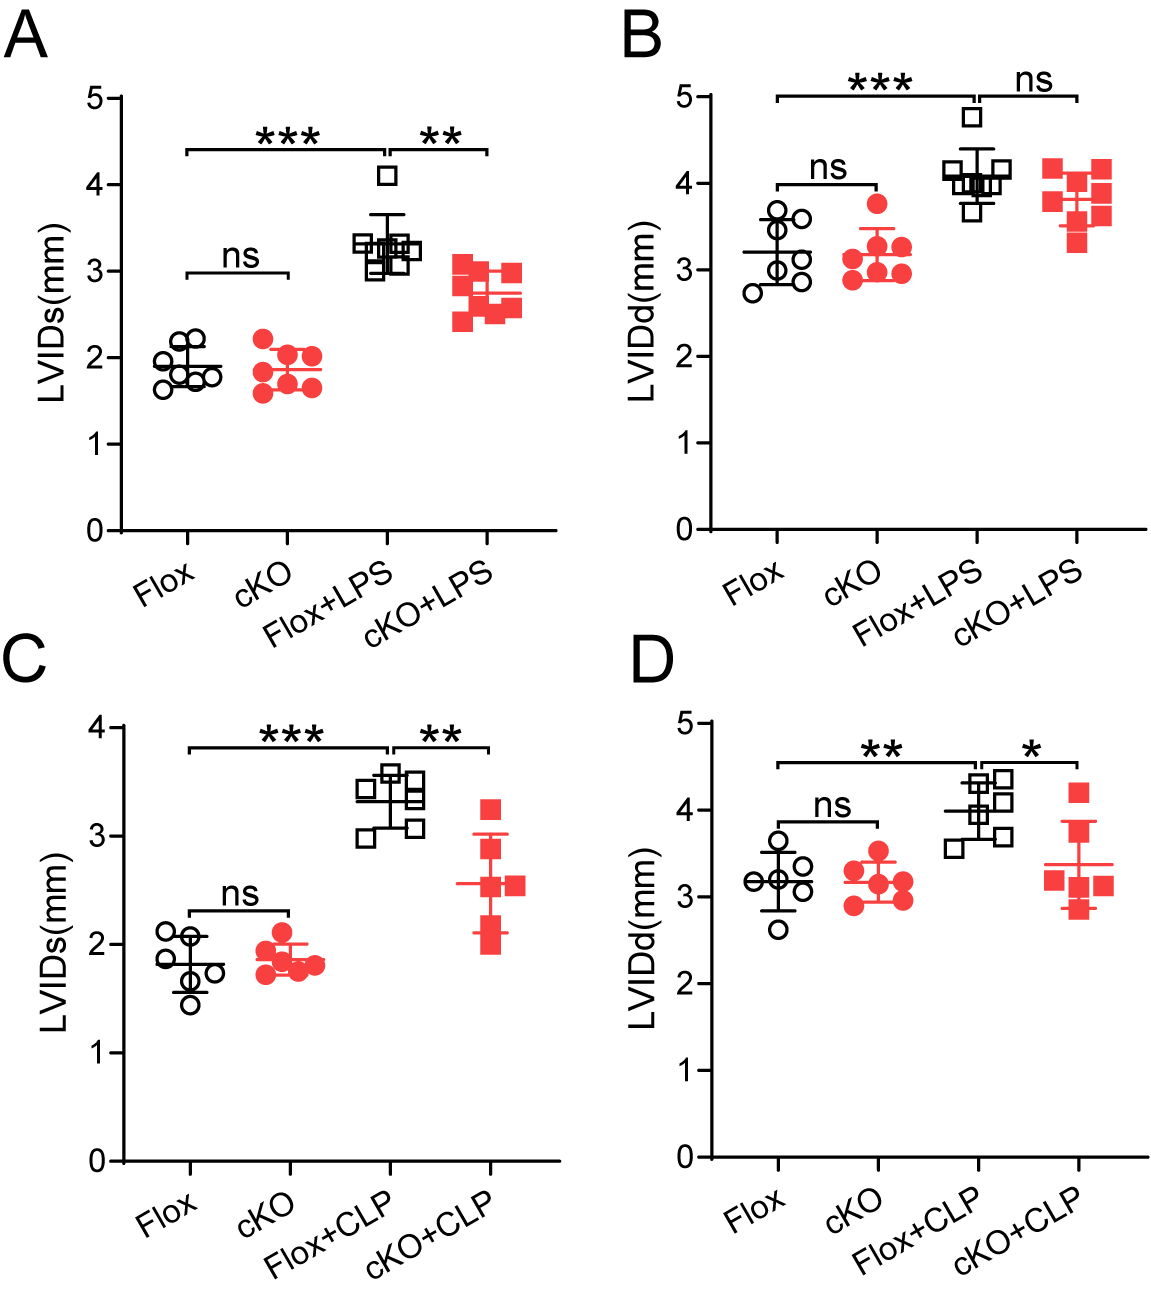 A
LVIDs(mm)
5
4
3
2
1
0
***
**
ns
Flox
cKO
Flox+LPS
cKO+LPS
B
LVIDd(mm)
5
4
3
2
1
0
***
ns
ns
Flox
cKO
Flox+LPS
cKO+LPS
C
LVIDs(mm)
4
3
2
1
0
***
**
ns
Flox
cKO
Flox+CLP
cKO+CLP
D
LVIDd(mm)
5
4
3
2
1
0
**
*
ns
Flox
cKO
Flox+CLP
cKO+CLP